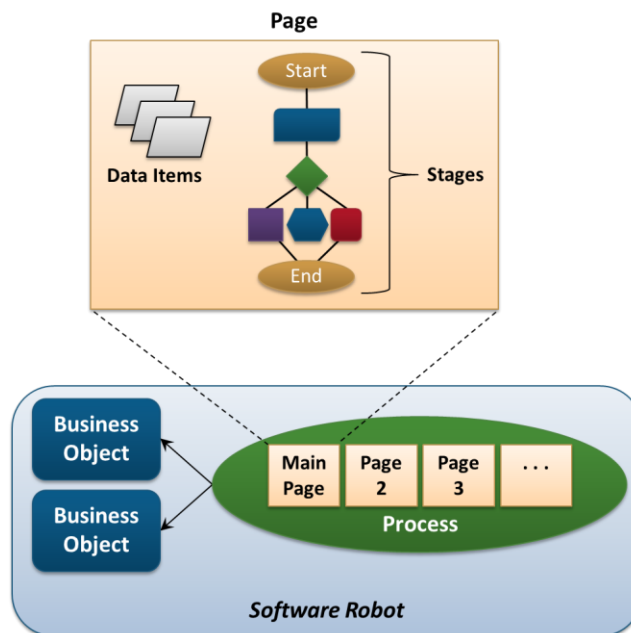 Page
Start
Data Items
Stages
End
Business
Object
Business
Object
Main
Page
Page
2
Page
3
...
Process
Software Robot